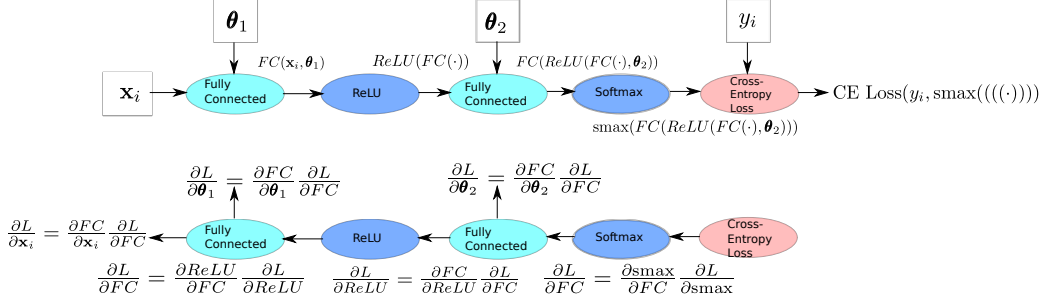 𝜽₁
𝜽₂
yᵢ
FC(𝐱ᵢ, 𝜽₁)
ReLU(FC(·))
FC(ReLU(FC(·), 𝜽₂))
𝐱ᵢ
Fully Connected
ReLU
Fully Connected
Softmax
Cross-Entropy Loss
CE Loss(yᵢ, smax((((·))))
smax(FC(ReLU(FC(·), 𝜽₂)))
∂L/∂𝜽₁ = ∂FC/∂𝜽₁ ∂L/∂FC
∂L/∂𝜽₂ = ∂FC/∂𝜽₂ ∂L/∂FC
∂L/∂𝐱ᵢ = ∂FC/∂𝐱ᵢ ∂L/∂FC
Fully Connected
ReLU
Fully Connected
Softmax
Cross-Entropy Loss
∂L/∂FC = ∂ReLU/∂FC ∂L/∂ReLU
∂L/∂ReLU = ∂FC/∂ReLU ∂L/∂FC
∂L/∂FC = ∂smax/∂FC ∂L/∂smax